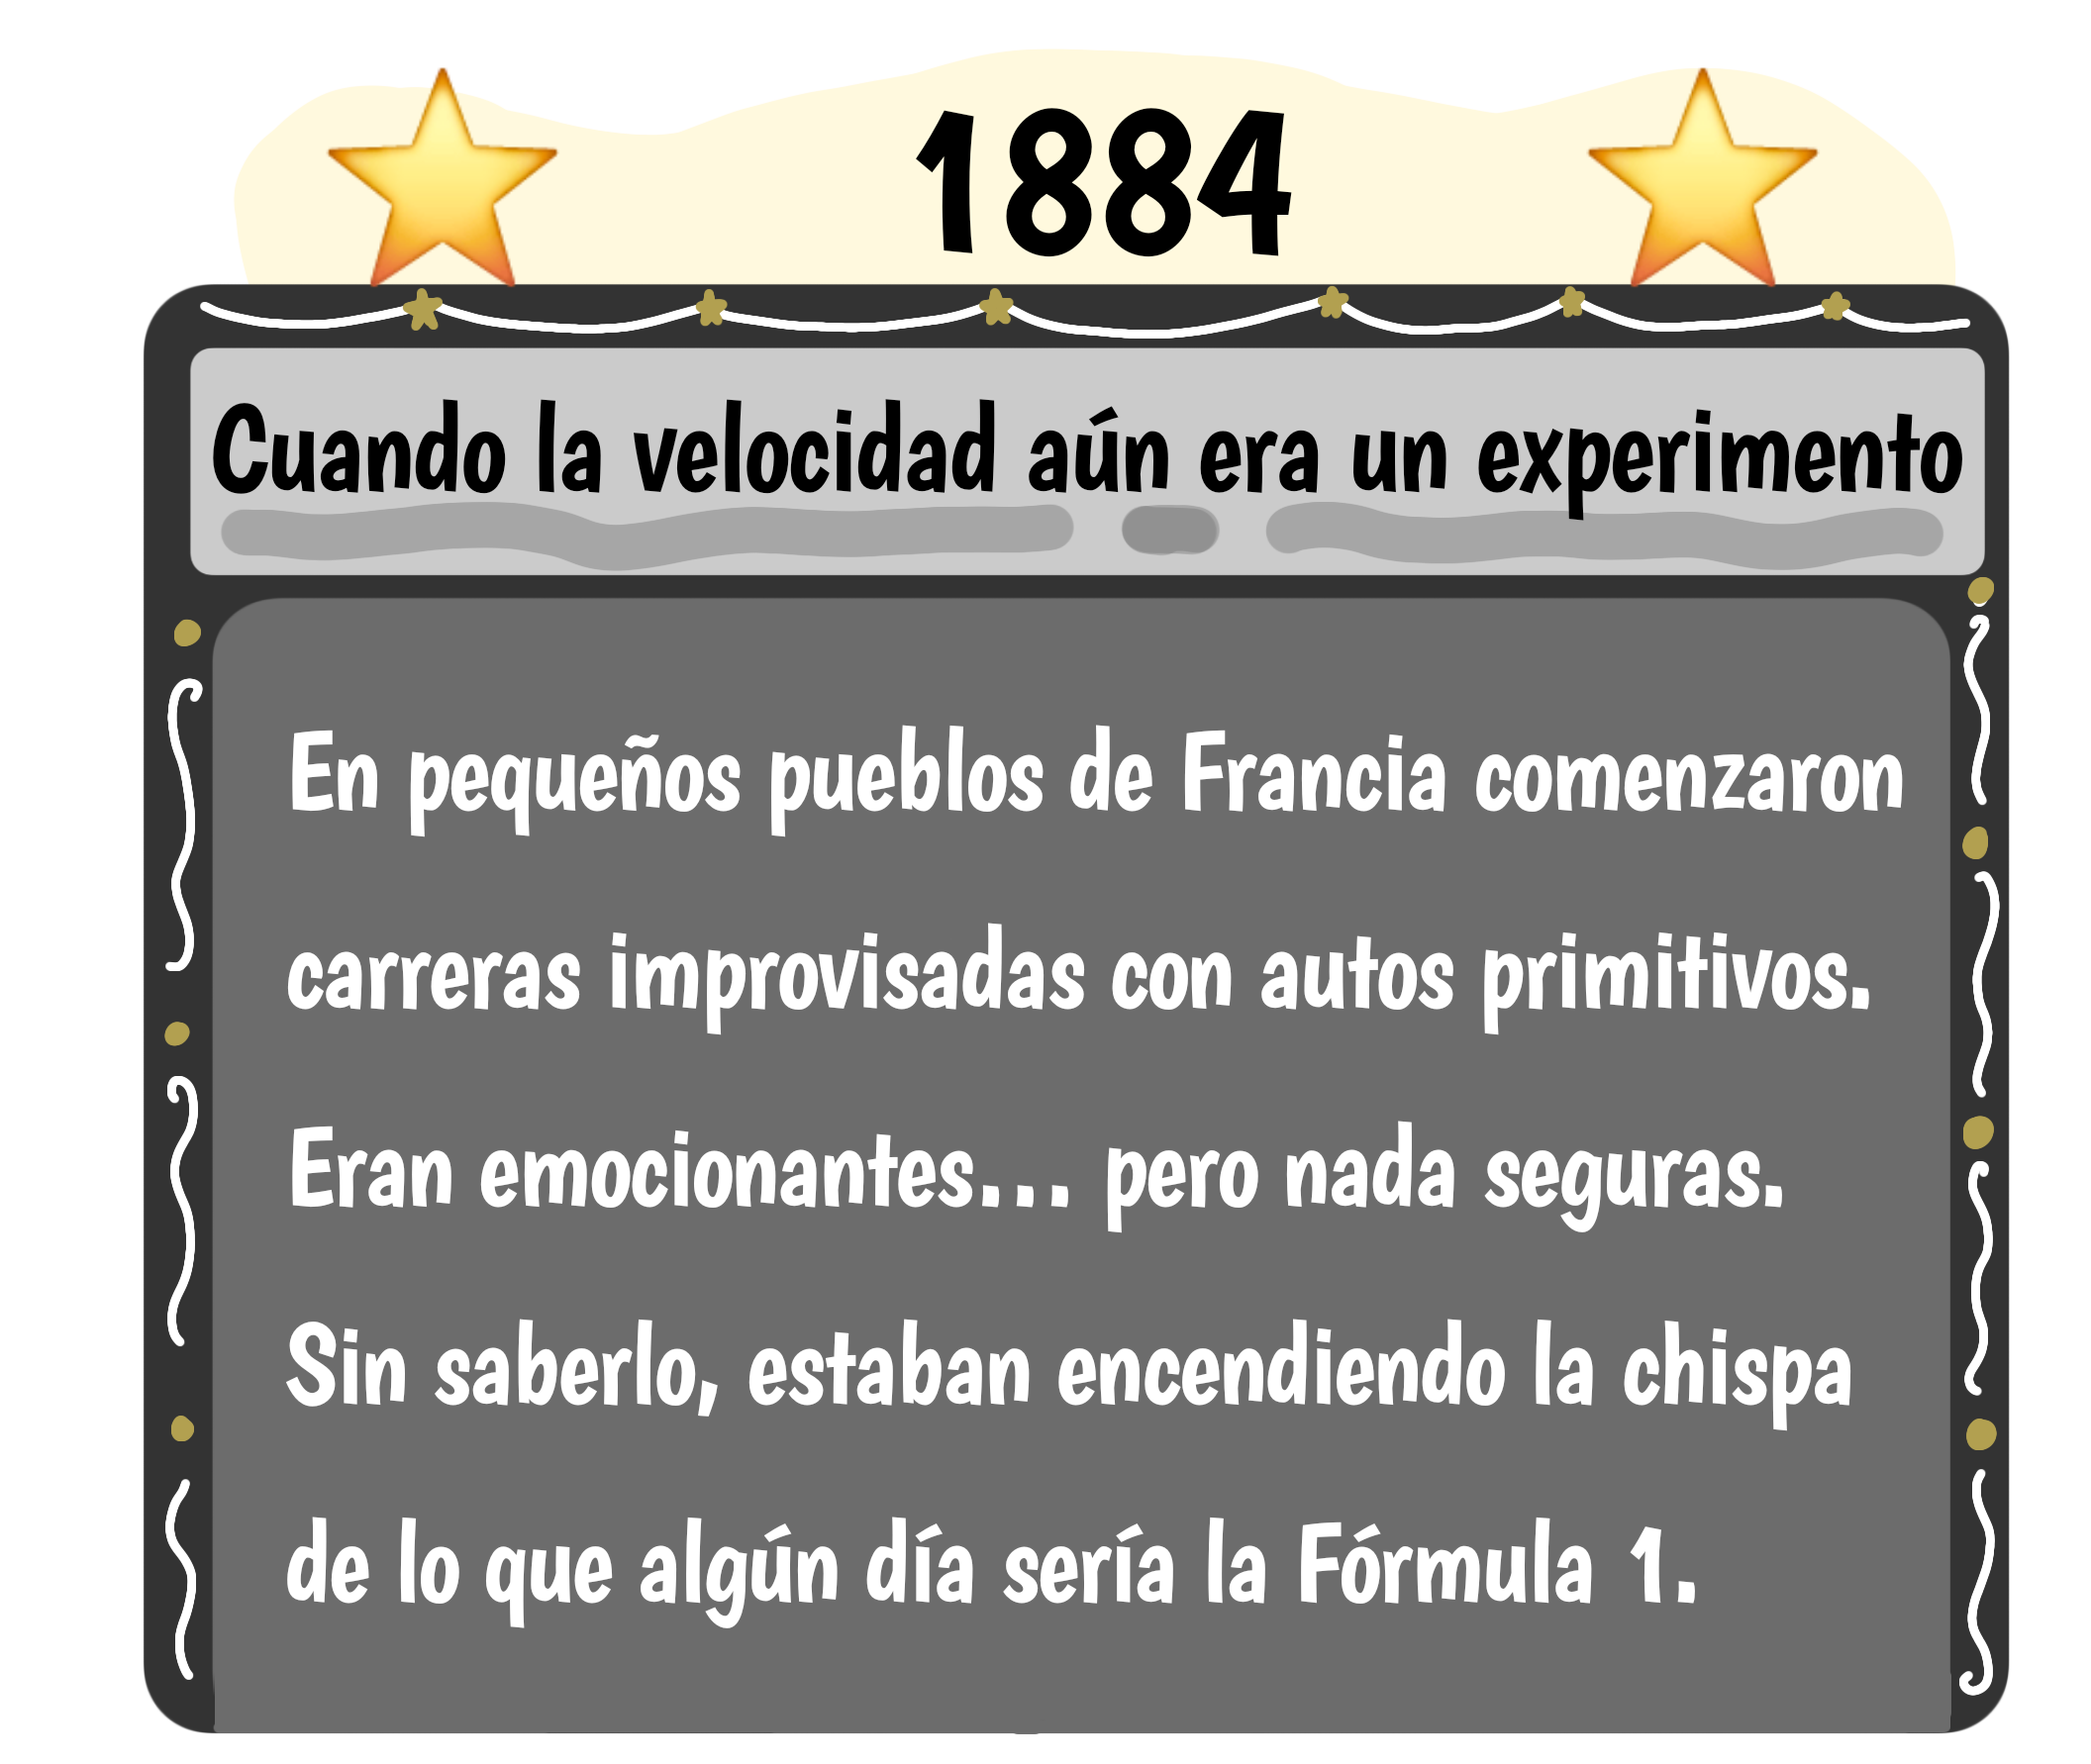 1884
Cuando la velocidad aún era un experimento
En pequeños pueblos de Francia comenzaron
carreras improvisadas con autos primitivos.
Eran emocionantes. . . pero nada seguras.
Sin saberlo, estaban encendiendo la chispa
de lo que algún día sería la Fórmula 1.